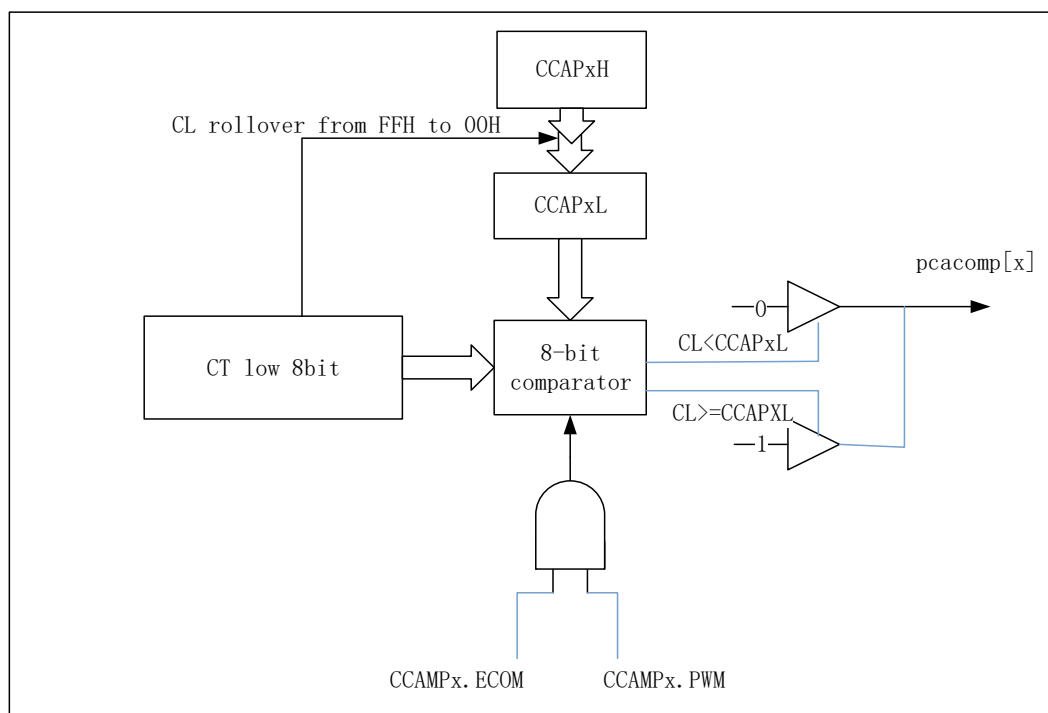 CCAPxH
CL rollover from FFH to 00H
CCAPxL
pcacomp[x]
0
CL<CCAPxL
CT low 8bit
8-bit
comparator
CL>=CCAPXL
1
CCAMPx.ECOM
CCAMPx.PWM